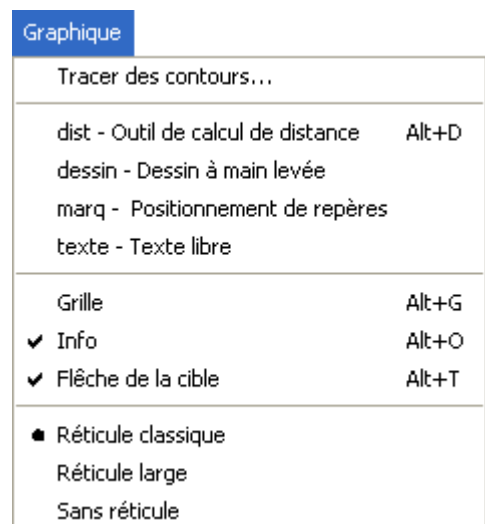 Graphique
Tracer des contours...
dist - Outil de calcul de distance Alt+D
dessin - Dessin à main levée
marq - Positionnement de repères
texte - Texte libre
Grille Alt+G
Info Alt+O
Flêche de la cible Alt+T
Réticule classique
Réticule large
Sans réticule